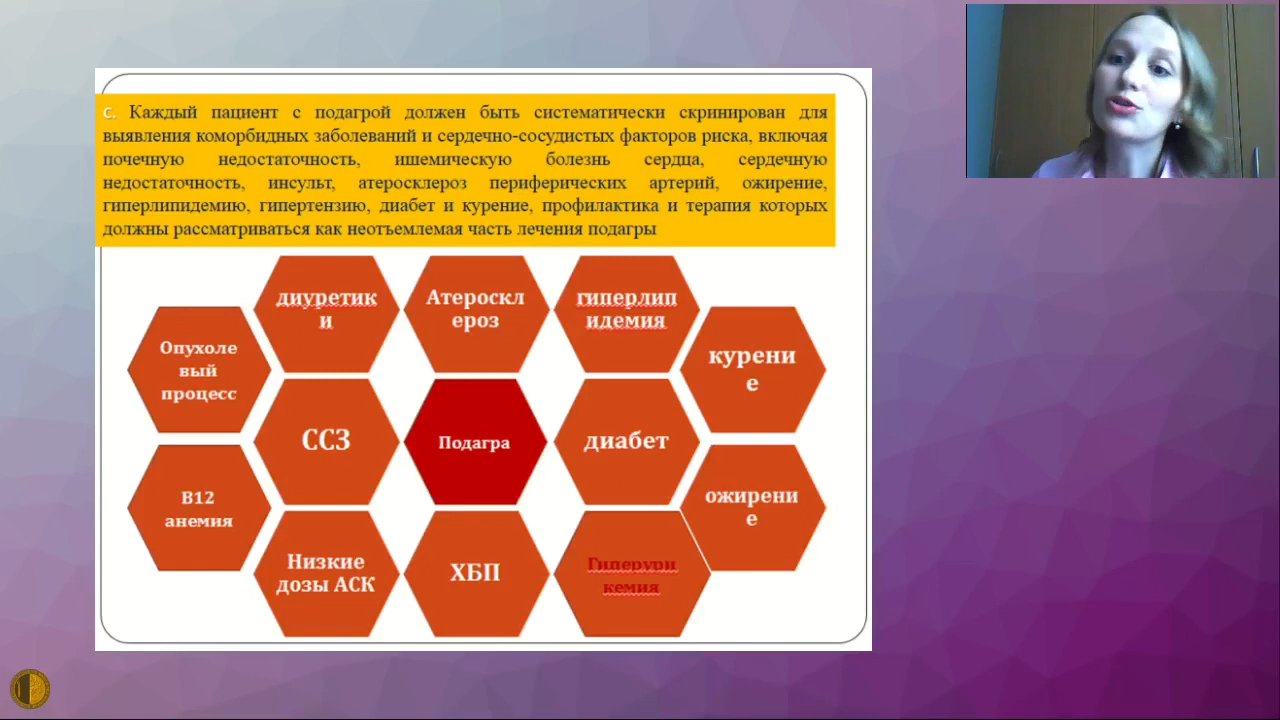 с. Каждый пациент с подагрой должен быть систематически скринирован для
выявления коморбидных заболеваний и сердечно-сосудистых факторов риска, включая
почечную недостаточность, ишемическую болезнь сердца, сердечную
недостаточность, инсульт, атеросклероз периферических артерий, ожирение,
гиперлипидемию, гипертензию, диабет и курение, профилактика и терапия которых
должны рассматриваться как неотъемлемая часть лечения подагры
диуретик
и
Атероскл
ероз
гиперлип
идемия
Опухоле
вый
процесс
курени
е
ССЗ
Подагра
диабет
В12
анемия
ожирени
е
Низкие
дозы АСК
ХБП
Гиперури
кемия